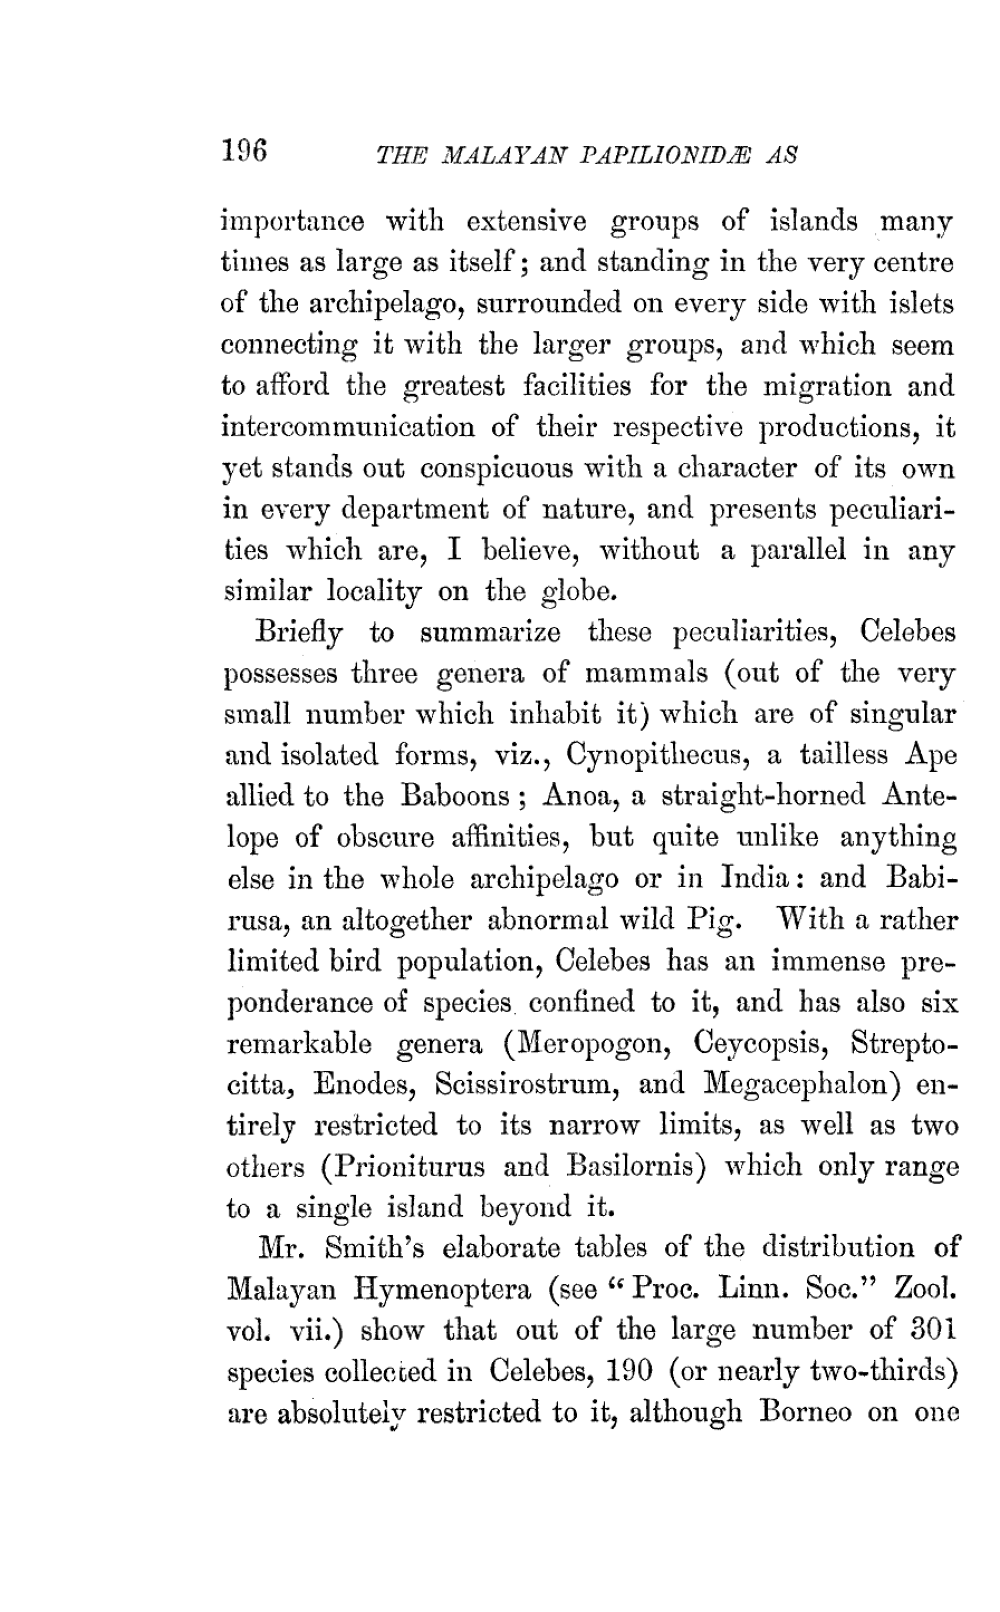 196 THE MALAYAN PAPILIONIDÆ AS
importance with extensive groups of islands many
times as large as itself; and standing in the very centre
of the archipelago, surrounded on every side with islets
connecting it with the larger groups, and which seem
to afford the greatest facilities for the migration and
intercommunication of their respective productions, it
yet stands out conspicuous with a character of its own
in every department of nature, and presents peculiari-
ties which are, I believe, without a parallel in any
similar locality on the globe.
Briefly to summarize these peculiarities, Celebes
possesses three genera of mammals (out of the very
small number which inhabit it) which are of singular
and isolated forms, viz., Cynopithecus, a tailless Ape
allied to the Baboons; Anoa, a straight-horned Ante-
lope of obscure affinities, but quite unlike anything
else in the whole archipelago or in India: and Babi-
rusa, an altogether abnormal wild Pig. With a rather
limited bird population, Celebes has an immense pre-
ponderance of species confined to it, and has also six
remarkable genera (Meropogon, Ceycopsis, Strepto-
citta, Enodes, Scissirostrum, and Megacephalon) en-
tirely restricted to its narrow limits, as well as two
others (Prioniturus and Basilornis) which only range
to a single island beyond it.
Mr. Smith's elaborate tables of the distribution of
Malayan Hymenoptera (see "Proc. Linn. Soc." Zool.
vol. vii.) show that out of the large number of 301
species collected in Celebes, 190 (or nearly two-thirds)
are absolutely restricted to it, although Borneo on one